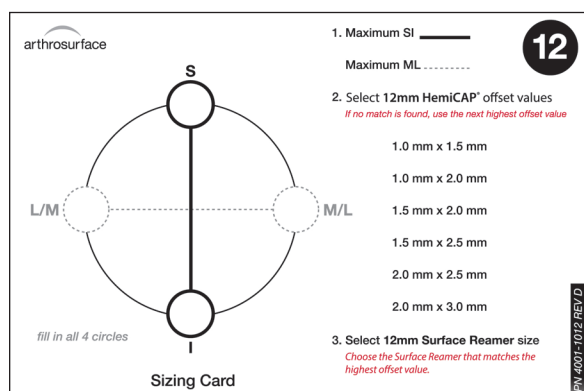 arthrosurface
S
L/M
M/L
I
fill in all 4 circles
Sizing Card
1. Maximum SI
Maximum ML
12
2. Select 12mm HemiCAP® offset values
If no match is found, use the next highest offset value
1.0 mm x 1.5 mm
1.0 mm x 2.0 mm
1.5 mm x 2.0 mm
1.5 mm x 2.5 mm
2.0 mm x 2.5 mm
2.0 mm x 3.0 mm
3. Select 12mm Surface Reamer size
Choose the Surface Reamer that matches the
highest offset value.
4001-1012 REV D